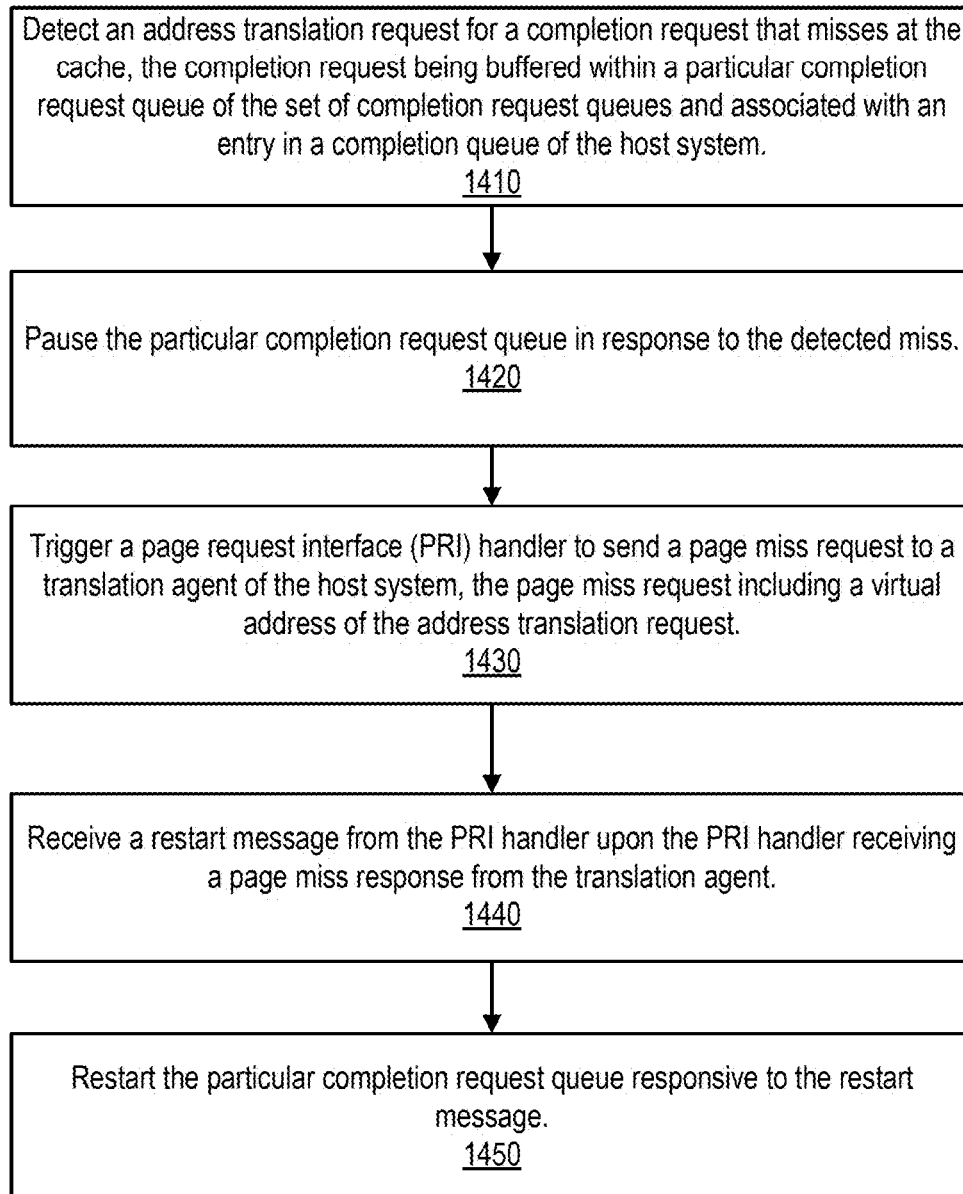 Detect an address translation request for a completion request that misses at the
cache, the completion request being buffered within a particular completion
request queue of the set of completion request queues and associated with an
entry in a completion queue of the host system.
1410
Pause the particular completion request queue in response to the detected miss.
1420
Trigger a page request interface (PRI) handler to send a page miss request to a
translation agent of the host system, the page miss request including a virtual
address of the address translation request.
1430
Receive a restart message from the PRI handler upon the PRI handler receiving
a page miss response from the translation agent.
1440
Restart the particular completion request queue responsive to the restart
message.
1450